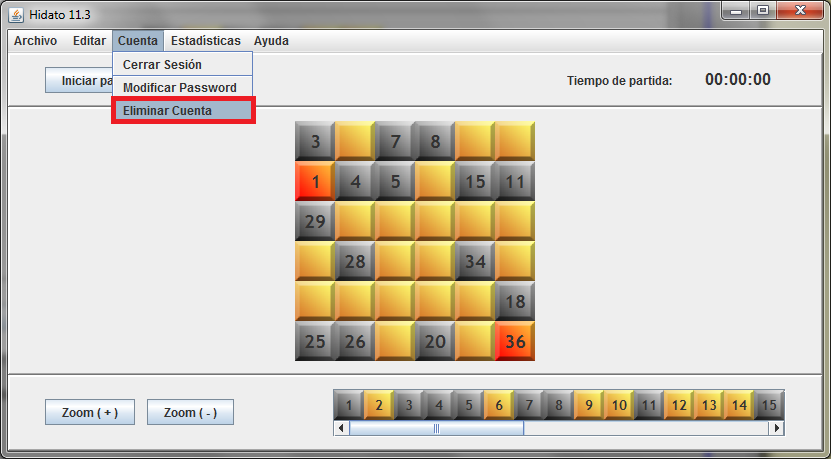 Hidato 11.3
Archivo Editar Cuenta Estadísticas Ayuda
Cerrar Sesión
Modificar Password
Eliminar Cuenta
Iniciar pa
Tiempo de partida: 00:00:00
3 7 8
1 4 5 15 11
29
28 34
18
25 26 20 36
Zoom ( + ) Zoom ( - )
1 2 3 4 5 6 7 8 9 10 11 12 13 14 15